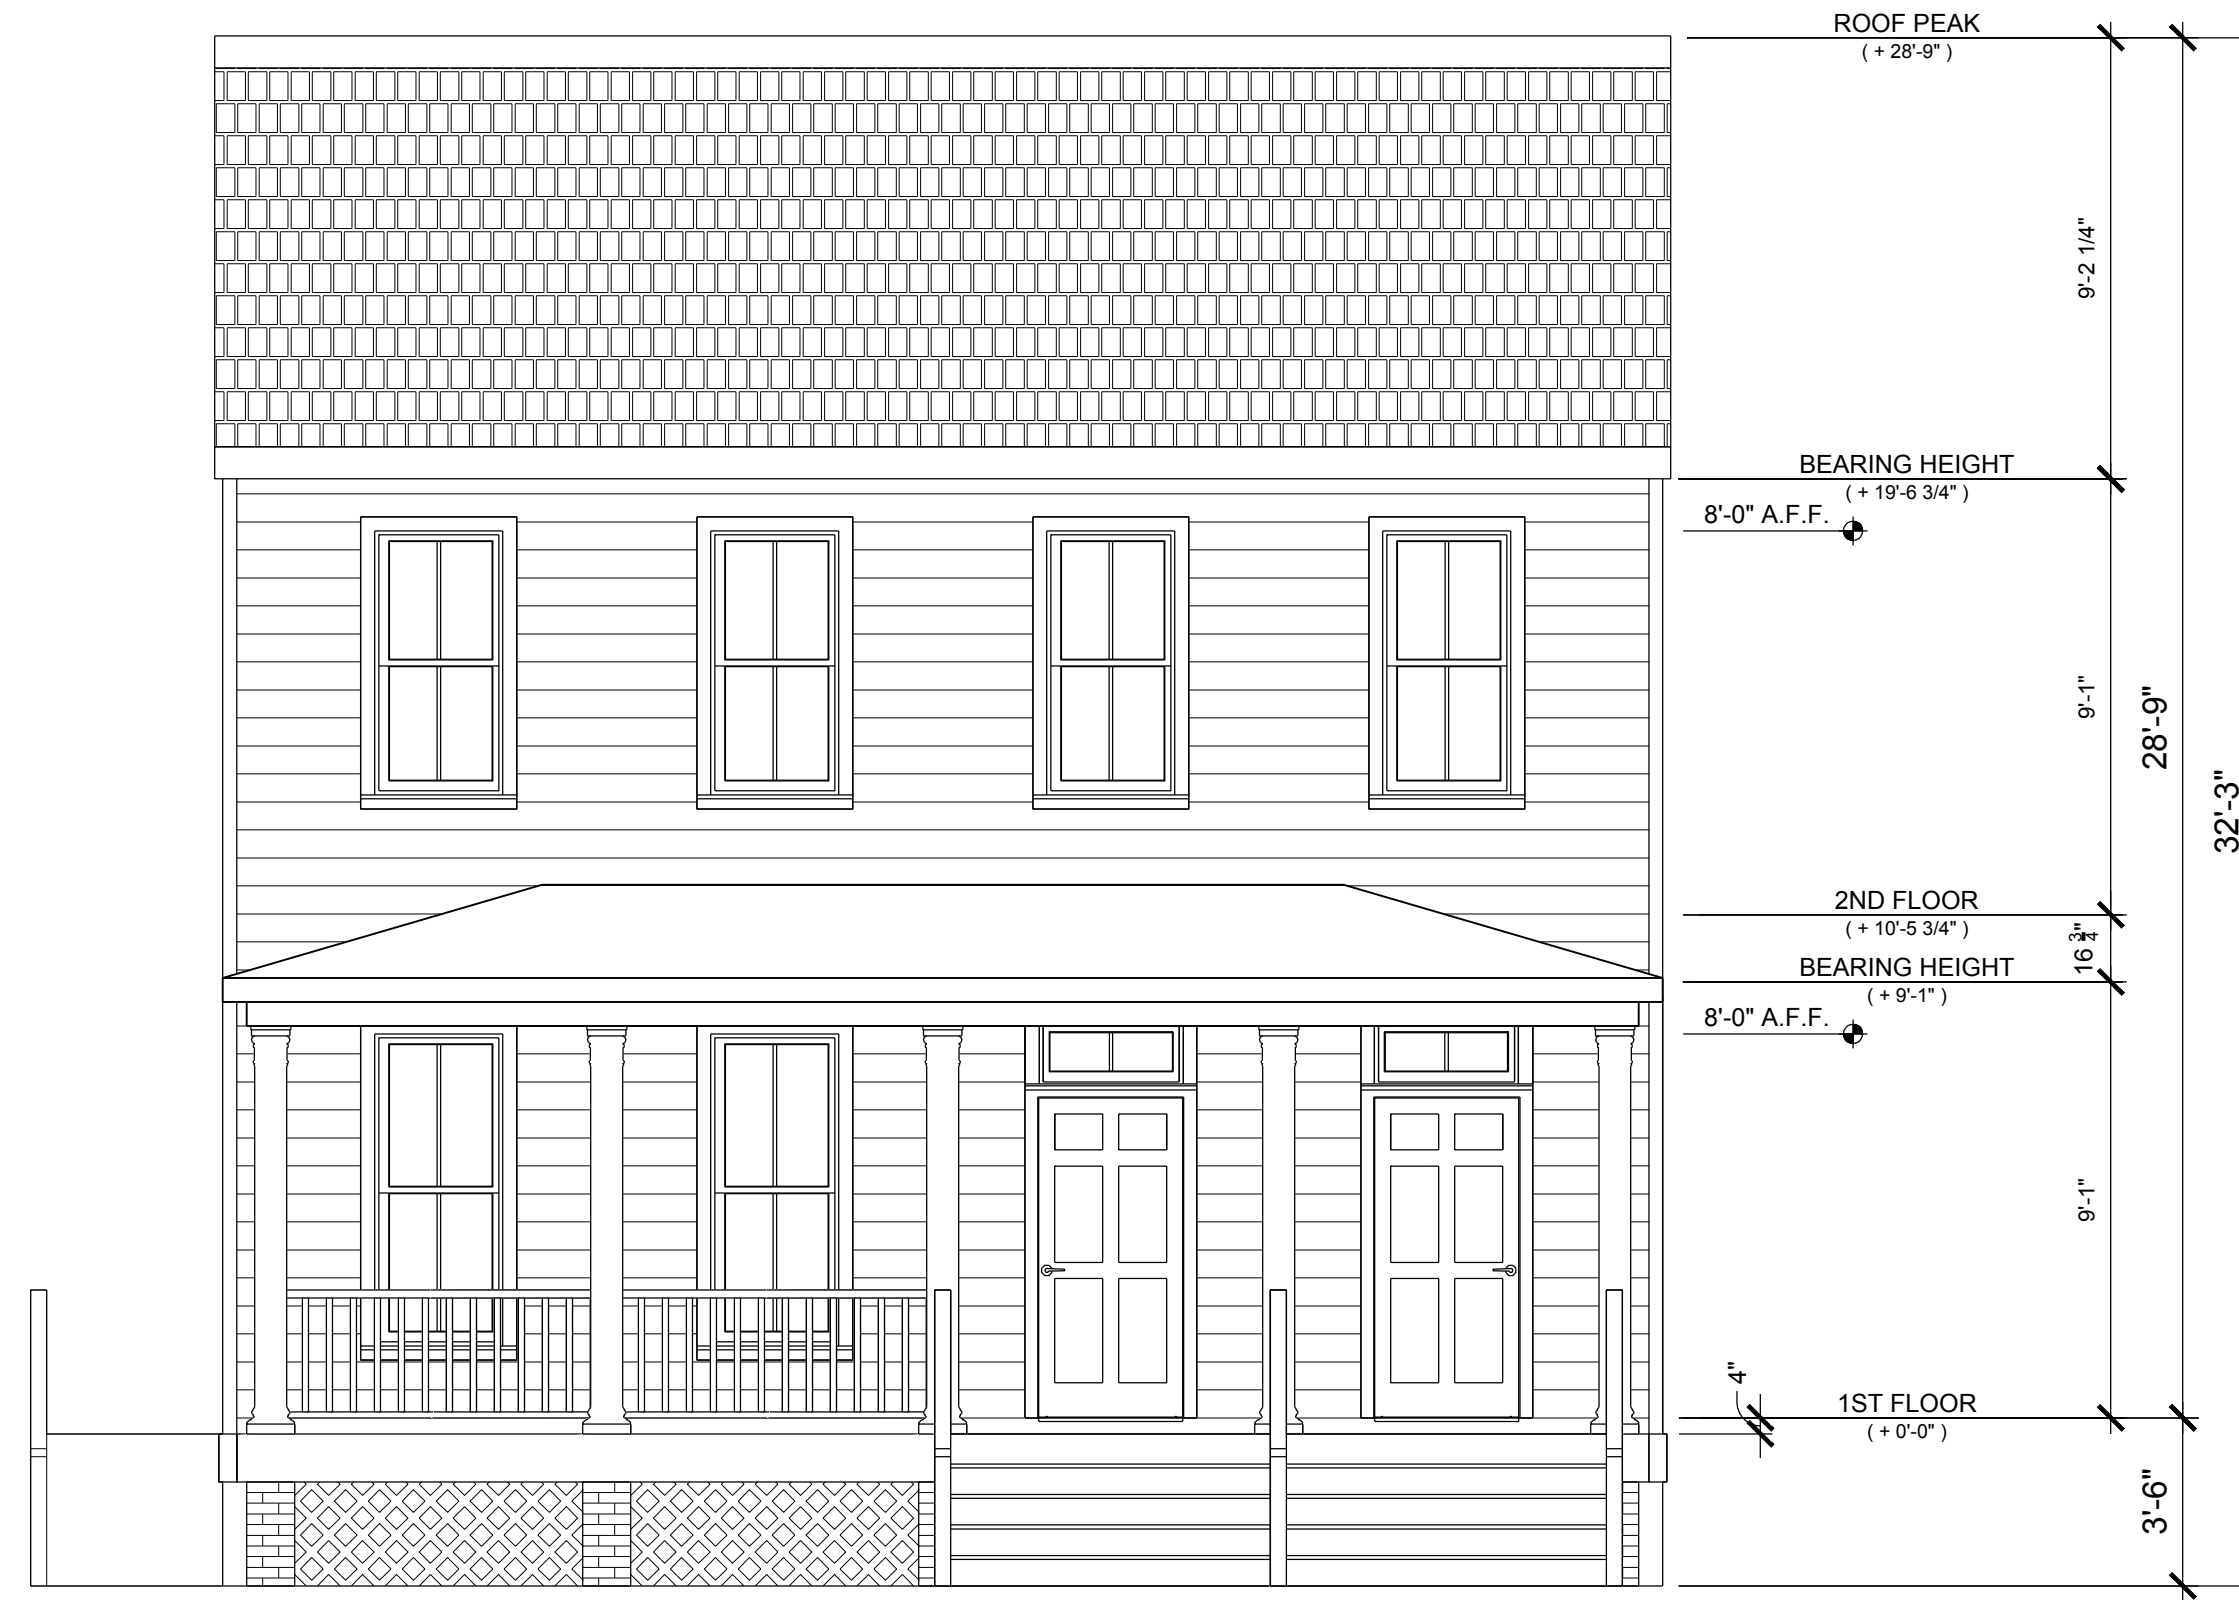 ROOF PEAK
( + 28'-9" )
9'-2 1/4"
BEARING HEIGHT
( + 19'-6 3/4" )
8'-0" A.F.F.
9'-1"
28'-9"
32'-3"
2ND FLOOR
( + 10'-5 3/4" )
16 3/4"
BEARING HEIGHT
( + 9'-1" )
8'-0" A.F.F.
9'-1"
4"
1ST FLOOR
( + 0'-0" )
3'-6"